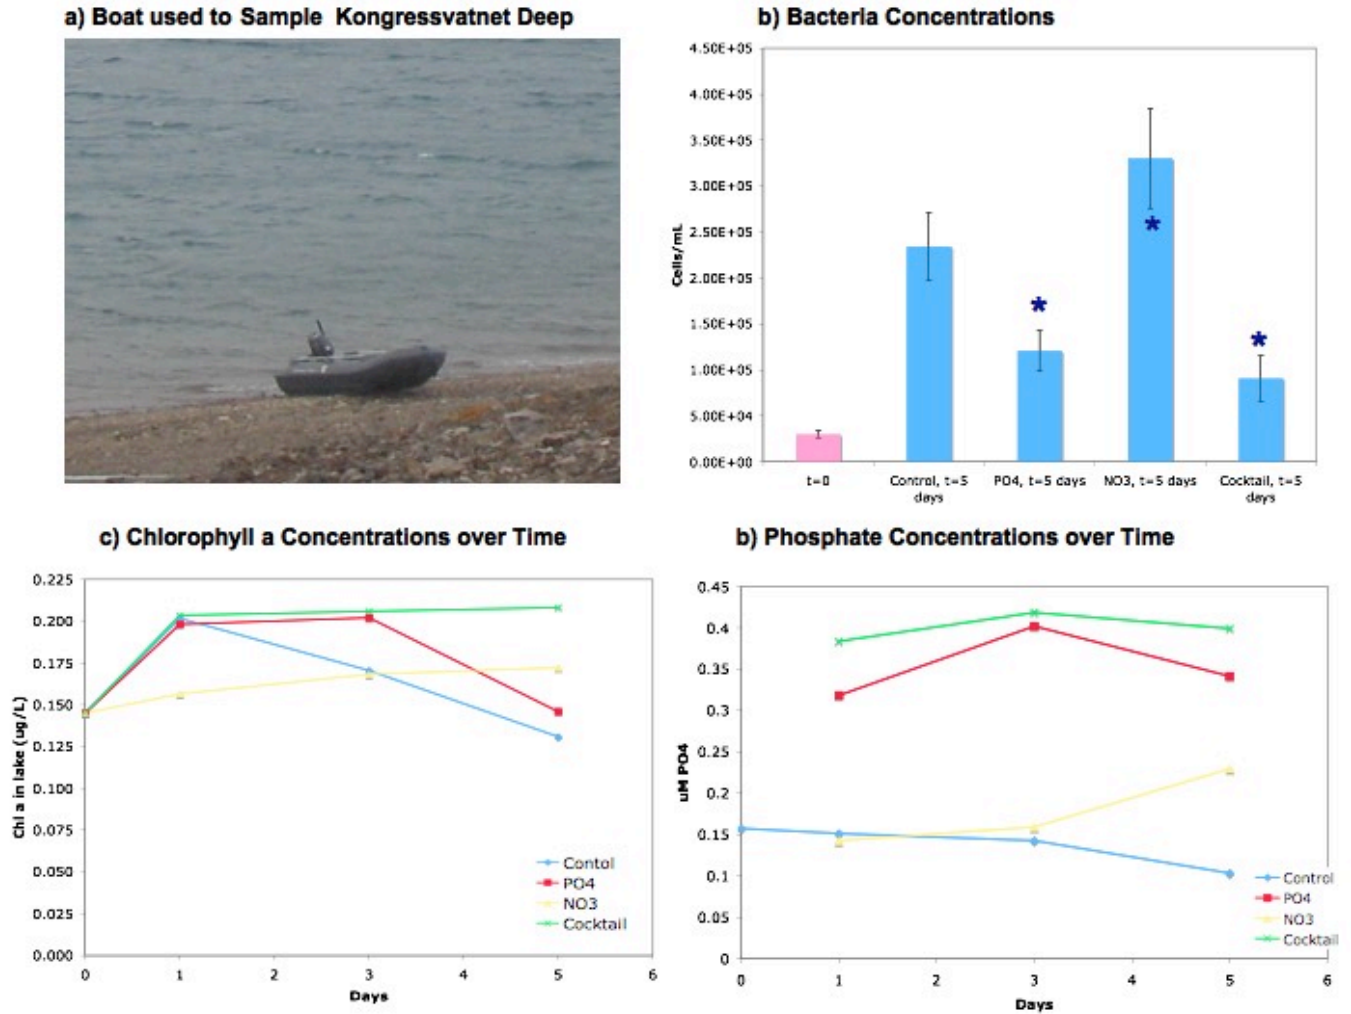 a) Boat used to Sample Kongressvatnet Deep
b) Bacteria Concentrations
4.50E+05
4.00E+05
3.50E+05
3.00E+05
2.50E+05
2.00E+05
1.50E+05
1.00E+05
5.00E+04
0.00E+00
Cells/mL
*
*
*
t=0
Control, t=5
days
PO4, t=5 days
NO3, t=5 days
Cocktail, t=5
days
c) Chlorophyll a Concentrations over Time
0.225
0.200
0.175
0.150
0.125
0.100
0.075
0.050
0.025
0.000
Chl a in lake (ug/L)
0 1 2 3 4 5 6
Days
Contol
PO4
NO3
Cocktail
b) Phosphate Concentrations over Time
0.45
0.4
0.35
0.3
0.25
0.2
0.15
0.1
0.05
0
uM PO4
0 1 2 3 4 5 6
Days
Control
PO4
NO3
Cocktail